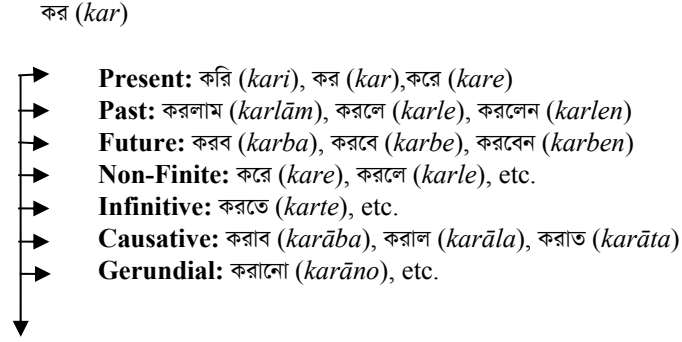 কর (kar)
Present: করি (kari), কর (kar),করে (kare)
Past: করলাম (karlām), করলে (karle), করলেন (karlen)
Future: করব (karba), করবে (karbe), করবেন (karben)
Non-Finite: করে (kare), করলে (karle), etc.
Infinitive: করতে (karte), etc.
Causative: করাব (karāba), করাল (karāla), করাত (karāta)
Gerundial: করানো (karāno), etc.